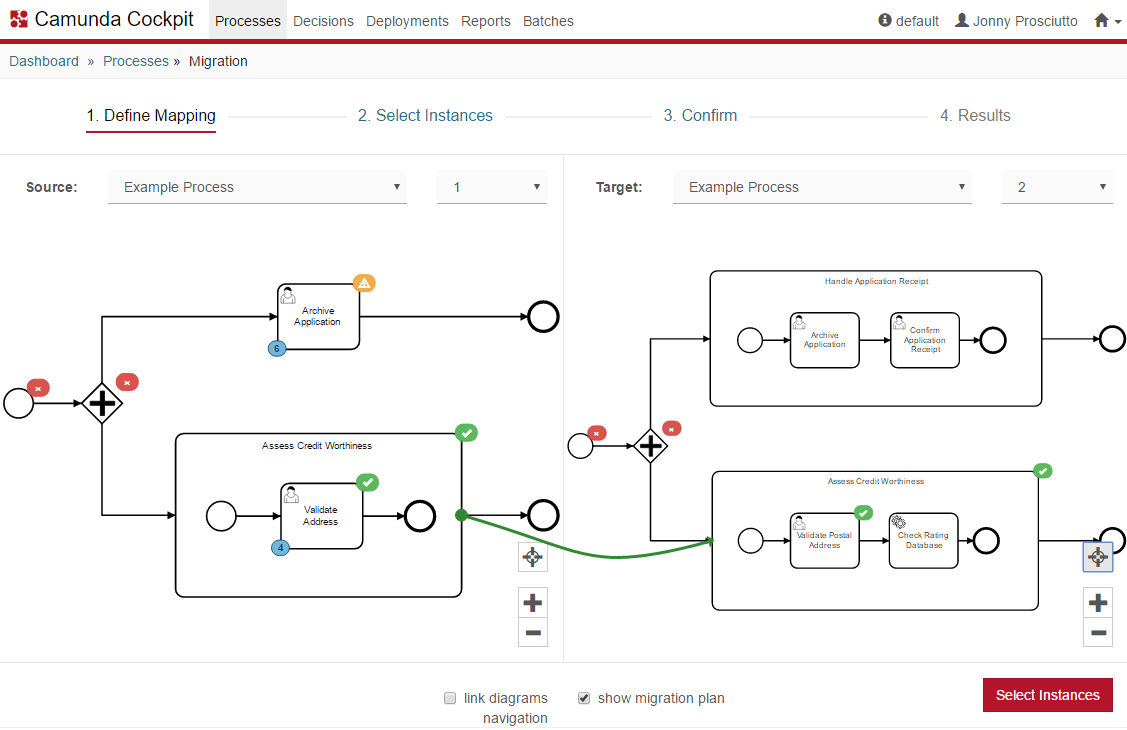 Camunda Cockpit Processes Decisions Deployments Reports Batches default Jonny Prosciutto
Dashboard » Processes » Migration
1. Define Mapping 2. Select Instances 3. Confirm 4. Results
Source: Example Process 1 Target: Example Process 2
Archive
Application
6
Assess Credit Worthiness
Validate
Address
4
Handle Application Receipt
Archive
Application
Confirm
Application
Receipt
Assess Credit Worthiness
Validate Postal
Address
Check Rating
Database
link diagrams
navigation
show migration plan
Select Instances